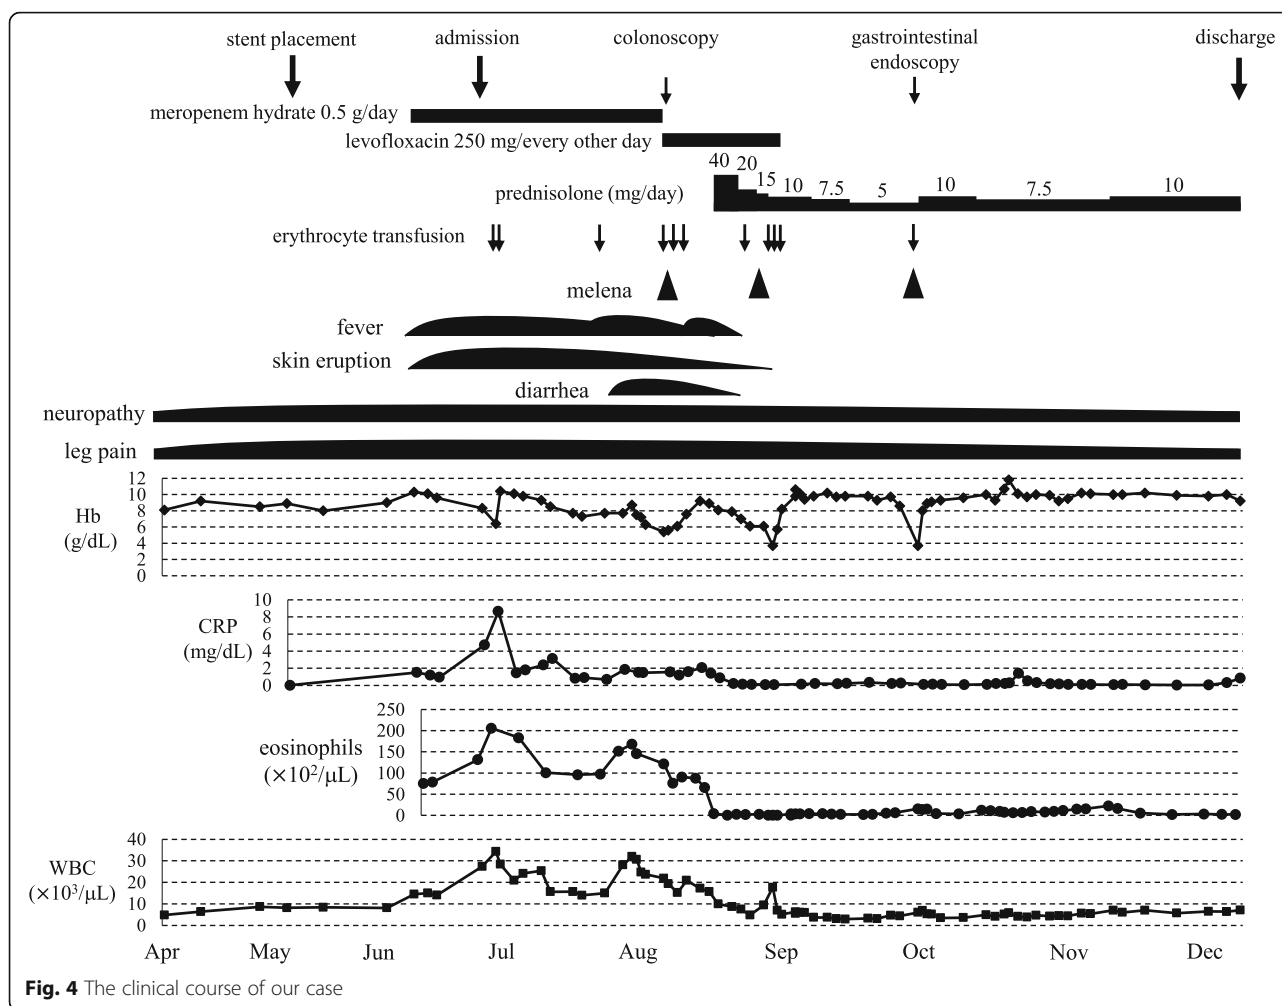 stent placement
admission
colonoscopy
gastrointestinal
endoscopy
discharge
meropenem hydrate 0.5 g/day
levofloxacin 250 mg/every other day
40 20 15 10 7.5 5 10 7.5 10
prednisolone (mg/day)
erythrocyte transfusion
melena
fever
skin eruption
diarrhea
neuropathy
leg pain
Hb
(g/dL)
12
10
8
6
4
2
0
CRP
(mg/dL)
10
8
6
4
2
0
eosinophils
(×10²/μL)
250
200
150
100
50
0
WBC
(×10³/μL)
40
30
20
10
0
Apr May Jun Jul Aug Sep Oct Nov Dec
Fig. 4 The clinical course of our case